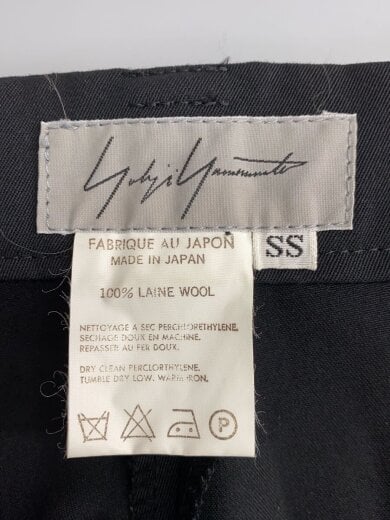 Yohji Yamamoto
SS
FABRIQUE AU JAPON
MADE IN JAPAN
100% LAINE WOOL
NETTOYAGE A SEC PERCHLORETHYLENE.
SECHAGE DOUX EN MACHINE.
REPASSER AU FER DOUX.
DRY CLEAN PERCLORTHYLENE.
TUMBLE DRY LOW. WARM IRON.
P